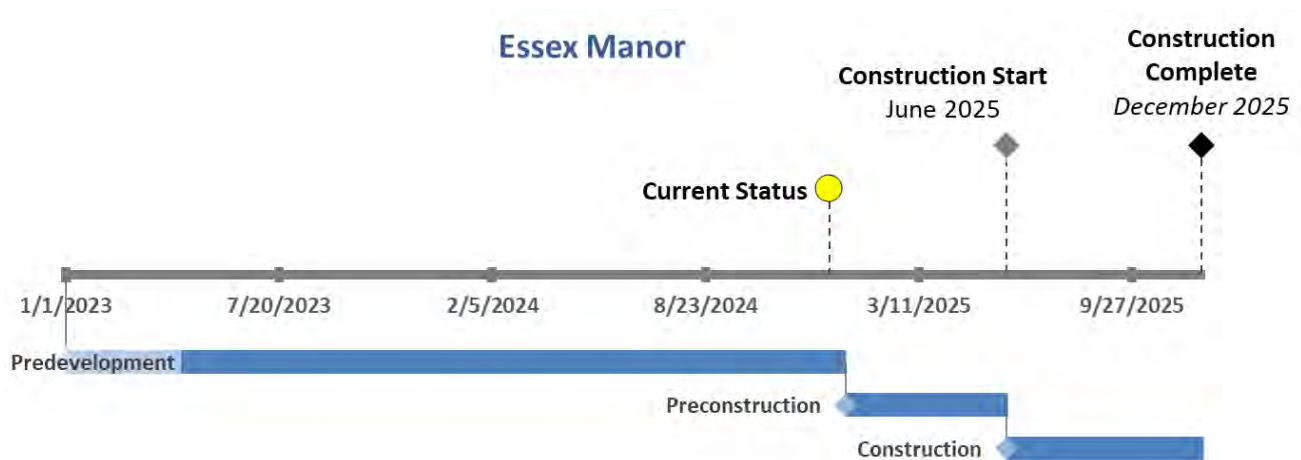 Essex Manor
Construction Start
June 2025
Construction
Complete
December 2025
Current Status
1/1/2023
7/20/2023
2/5/2024
8/23/2024
3/11/2025
9/27/2025
Predevelopment
Preconstruction
Construction